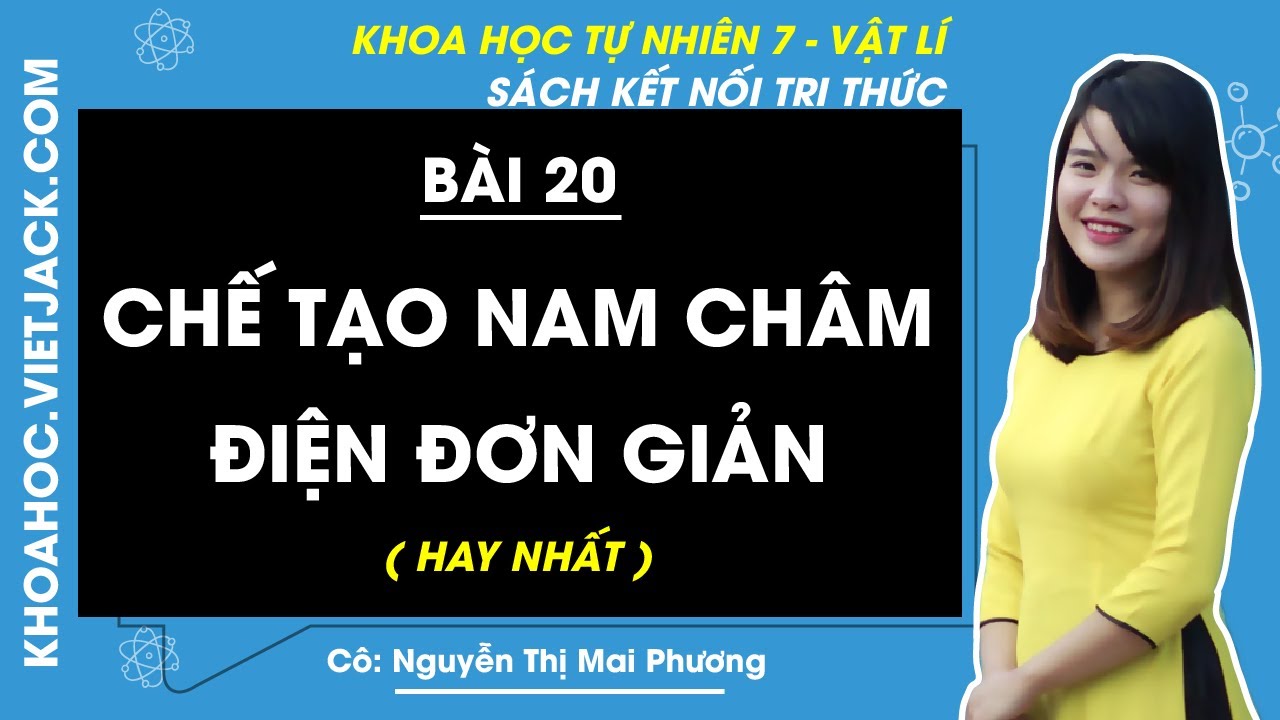 KHOA HỌC TỰ NHIÊN 7 - VẬT LÍ
SÁCH KẾT NỐI TRI THỨC
KHOAHOC.VIETJACK.COM
BÀI 20
CHẾ TẠO NAM CHÂM
ĐIỆN ĐƠN GIẢN
( HAY NHẤT )
Cô: Nguyễn Thị Mai Phương